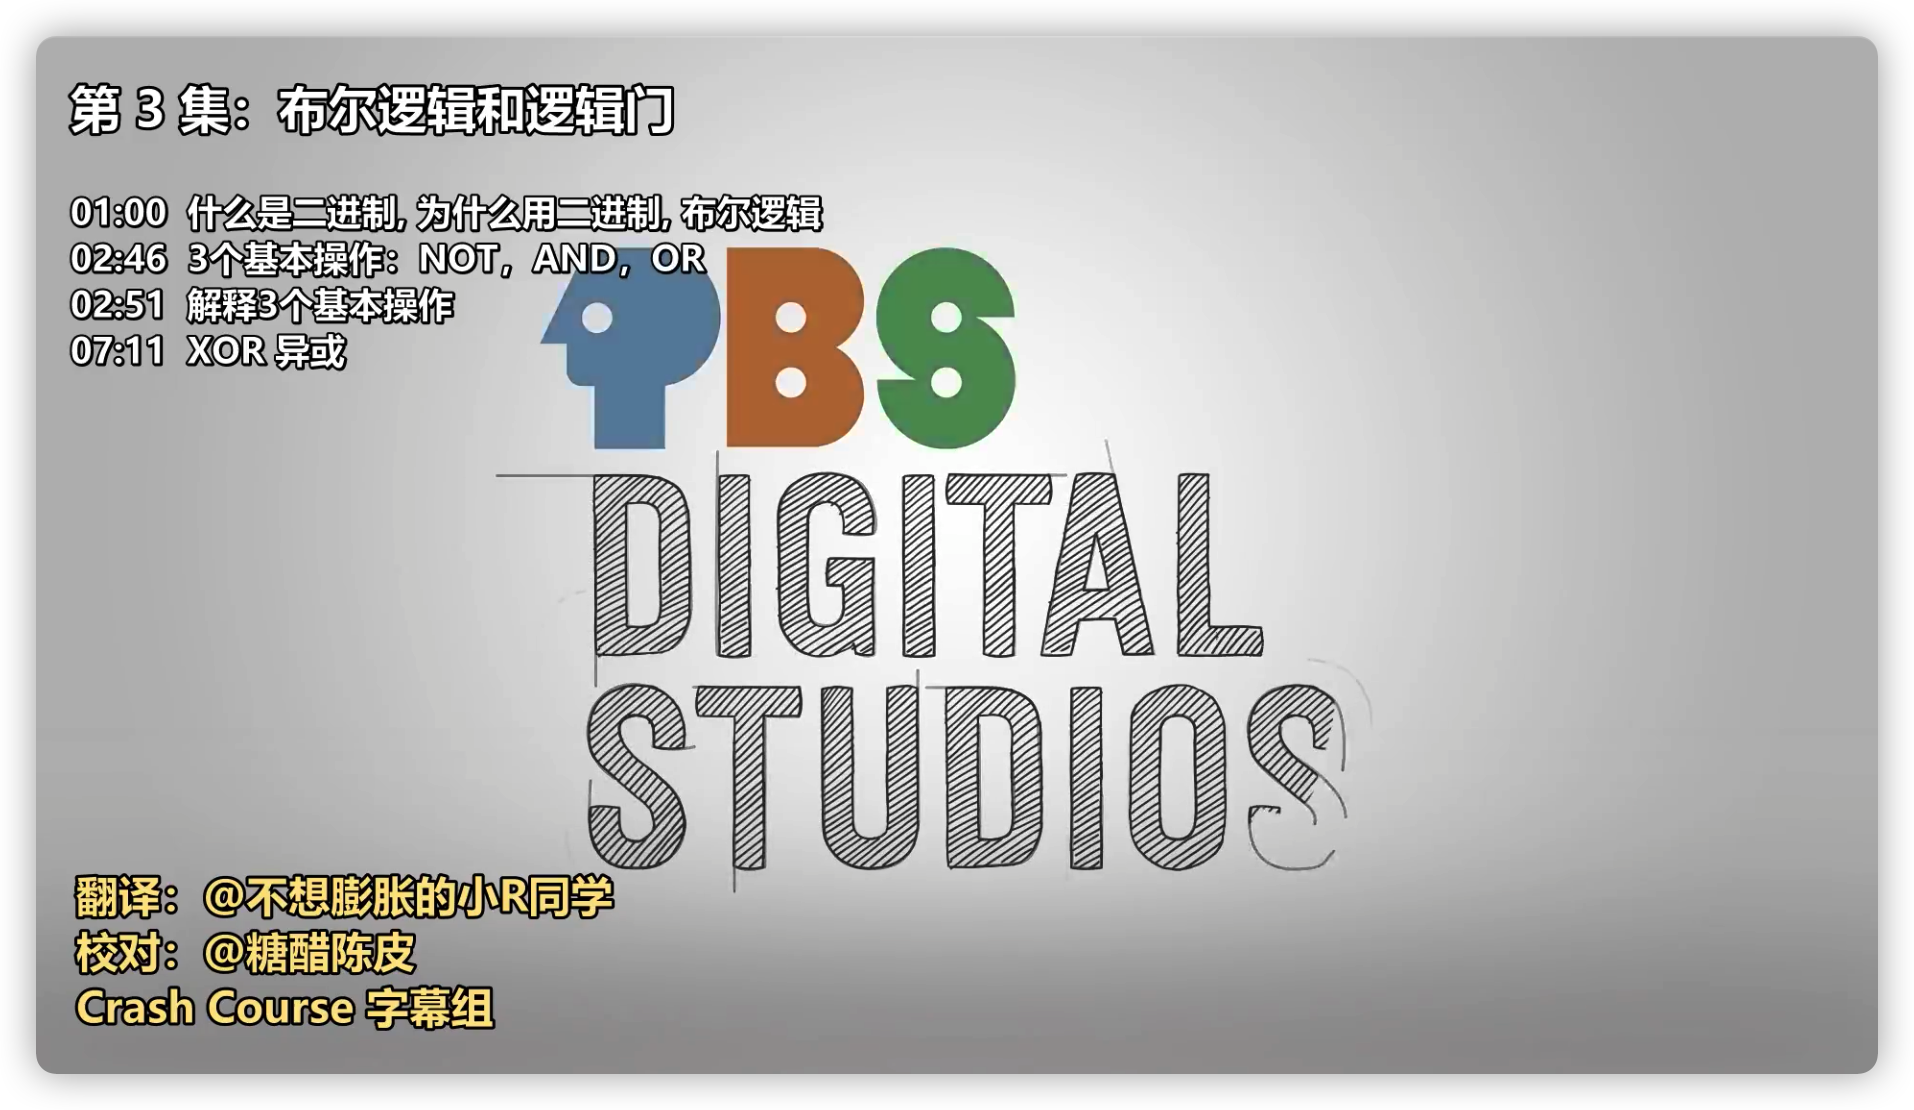 第 3 集：布尔逻辑和逻辑门
01:00 什么是二进制, 为什么用二进制, 布尔逻辑
02:46 3个基本操作：NOT，AND，OR
02:51 解释3个基本操作
07:11 XOR 异或
PBS
DIGITAL
STUDIOS
翻译：@不想膨胀的小R同学
校对：@糖醋陈皮
Crash Course 字幕组